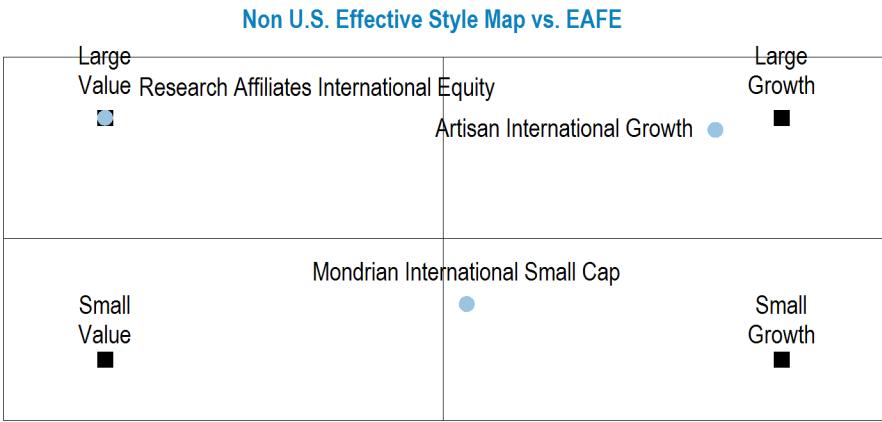 Non U.S. Effective Style Map vs. EAFE
Large
Value
Research Affiliates International Equity
Large
Growth
Artisan International Growth
Mondrian International Small Cap
Small
Value
Small
Growth